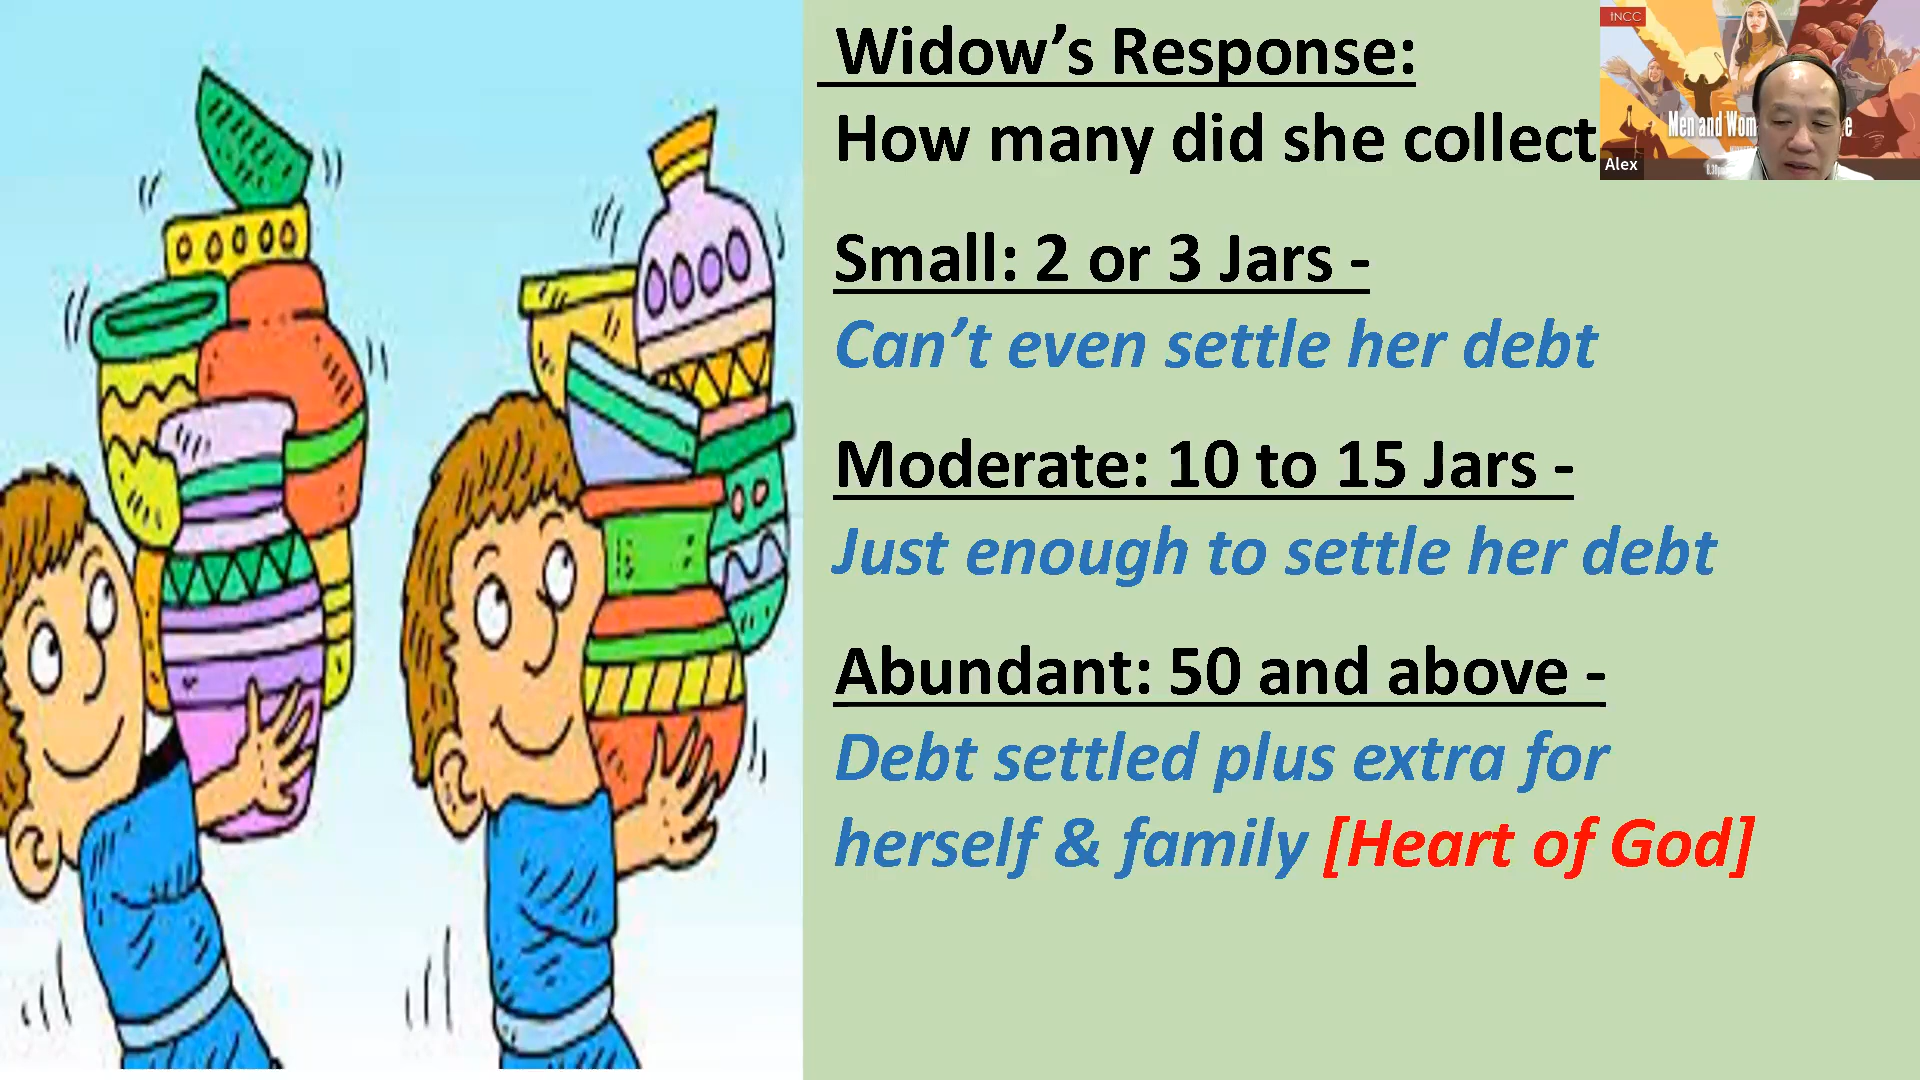 Widow’s Response:
How many did she collect
Small: 2 or 3 Jars -
Can’t even settle her debt
Moderate: 10 to 15 Jars -
Just enough to settle her debt
Abundant: 50 and above -
Debt settled plus extra for
herself & family [Heart of God]
tNCC
Men and Wom
Alex